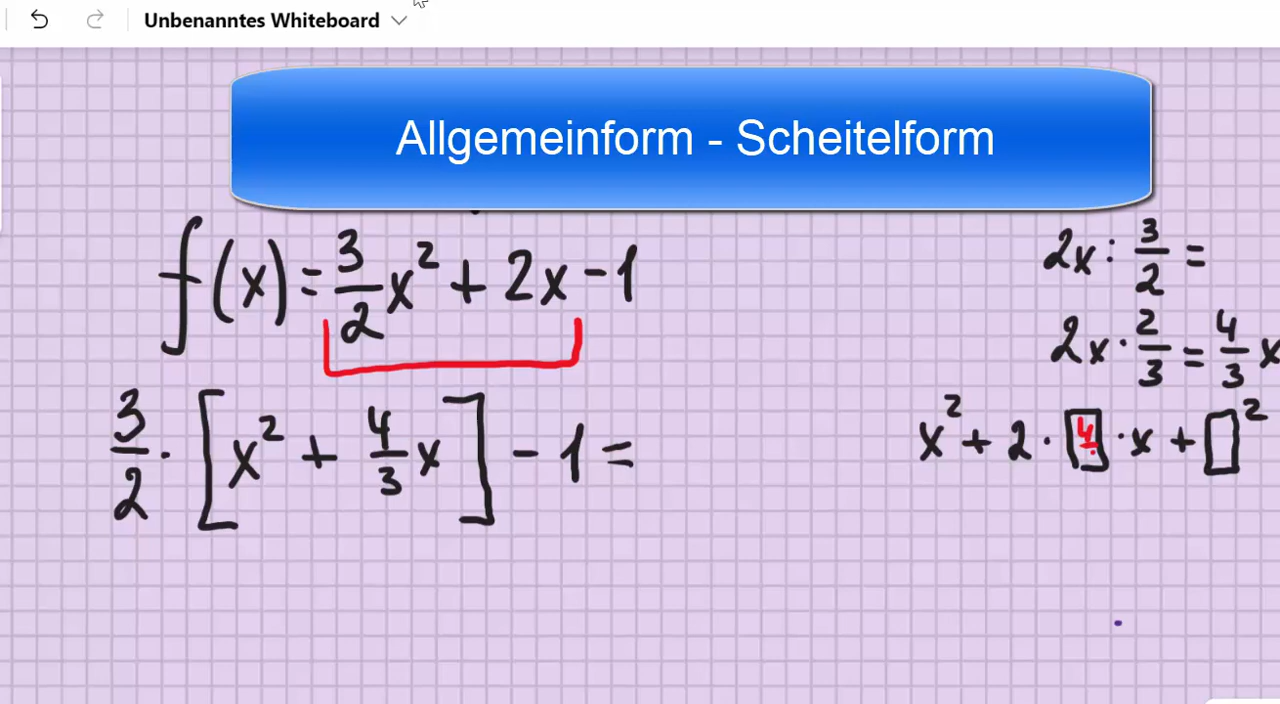 Unbenanntes Whiteboard
Allgemeinform - Scheitelform
f(x) = 3/2 x² + 2x - 1
3/2 · [x² + 4/3 x] - 1 =
2x : 3/2 =
2x · 2/3 = 4/3 x
x² + 2 · [4] · x + []²